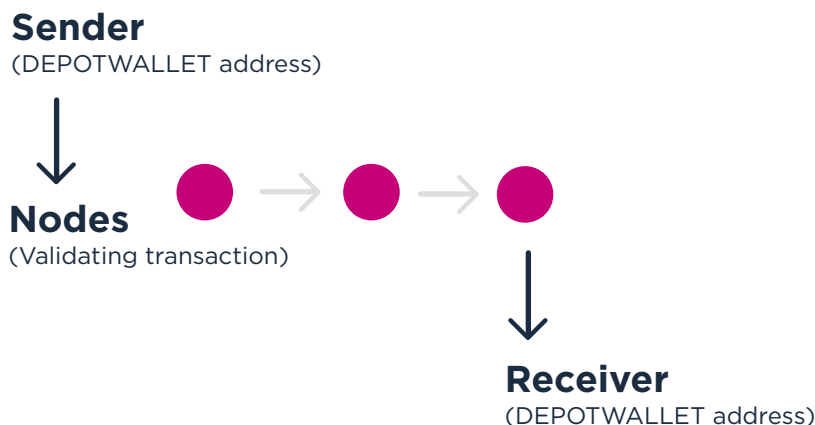 Sender
(DEPOTWALLET address)
Nodes
(Validating transaction)
Receiver
(DEPOTWALLET address)